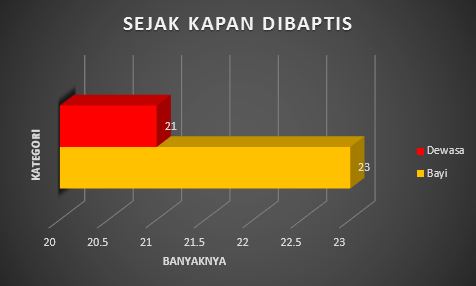 SEJAK KAPAN DIBAPTIS
KATEGORI
21
23
Dewasa
Bayi
20 20.5 21 21.5 22 22.5 23
BANYAKNYA